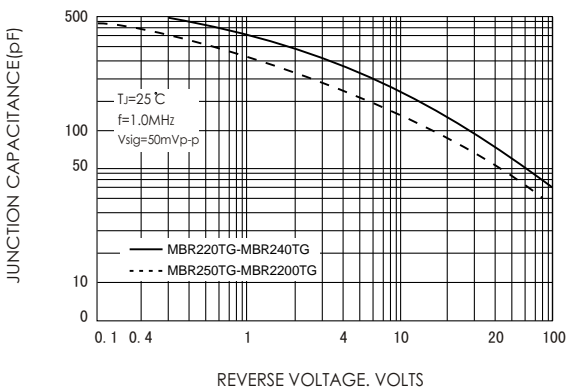 500
100
50
10
0
JUNCTION CAPACITANCE(pF)
TJ=25℃
f=1.0MHz
Vsig=50mVp-p
MBR220TG-MBR240TG
MBR250TG-MBR2200TG
0.1 0.4 1 4 10 20 100
REVERSE VOLTAGE. VOLTS